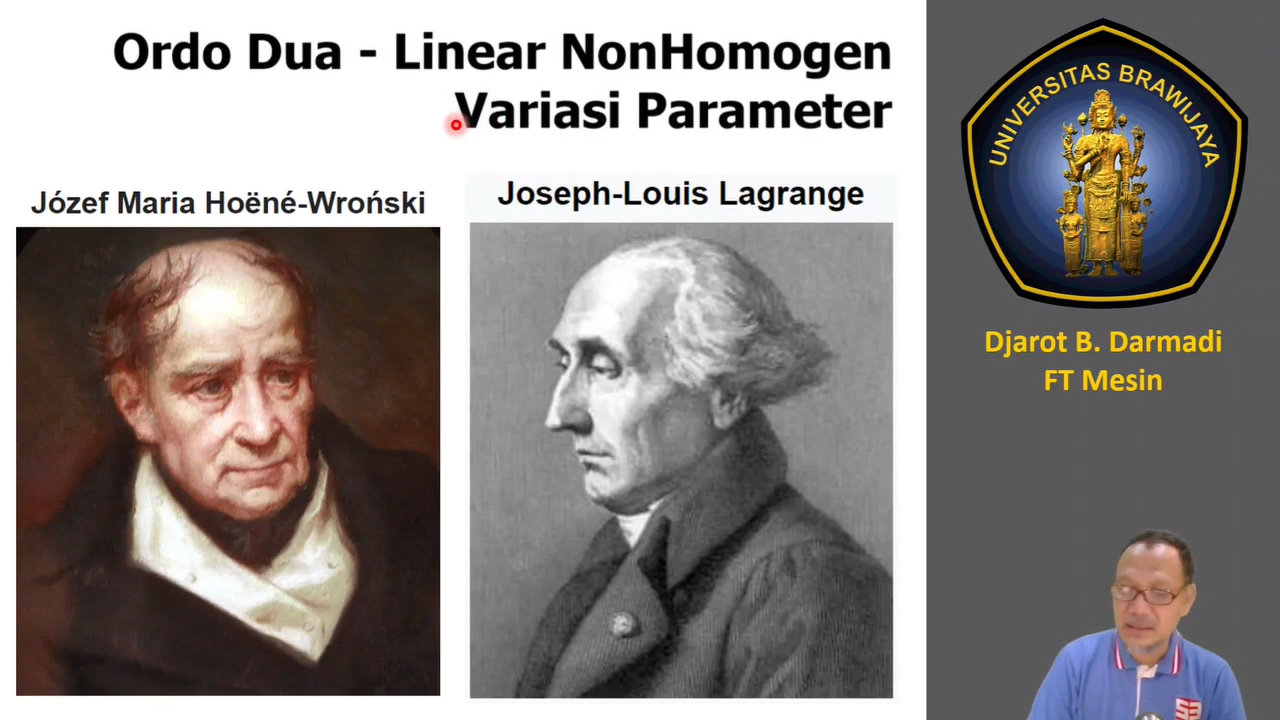 Ordo Dua - Linear NonHomogen
Variasi Parameter
Józef Maria Hoëné-Wroński
Joseph-Louis Lagrange
UNIVERSITAS BRAWIJAYA
Djarot B. Darmadi
FT Mesin